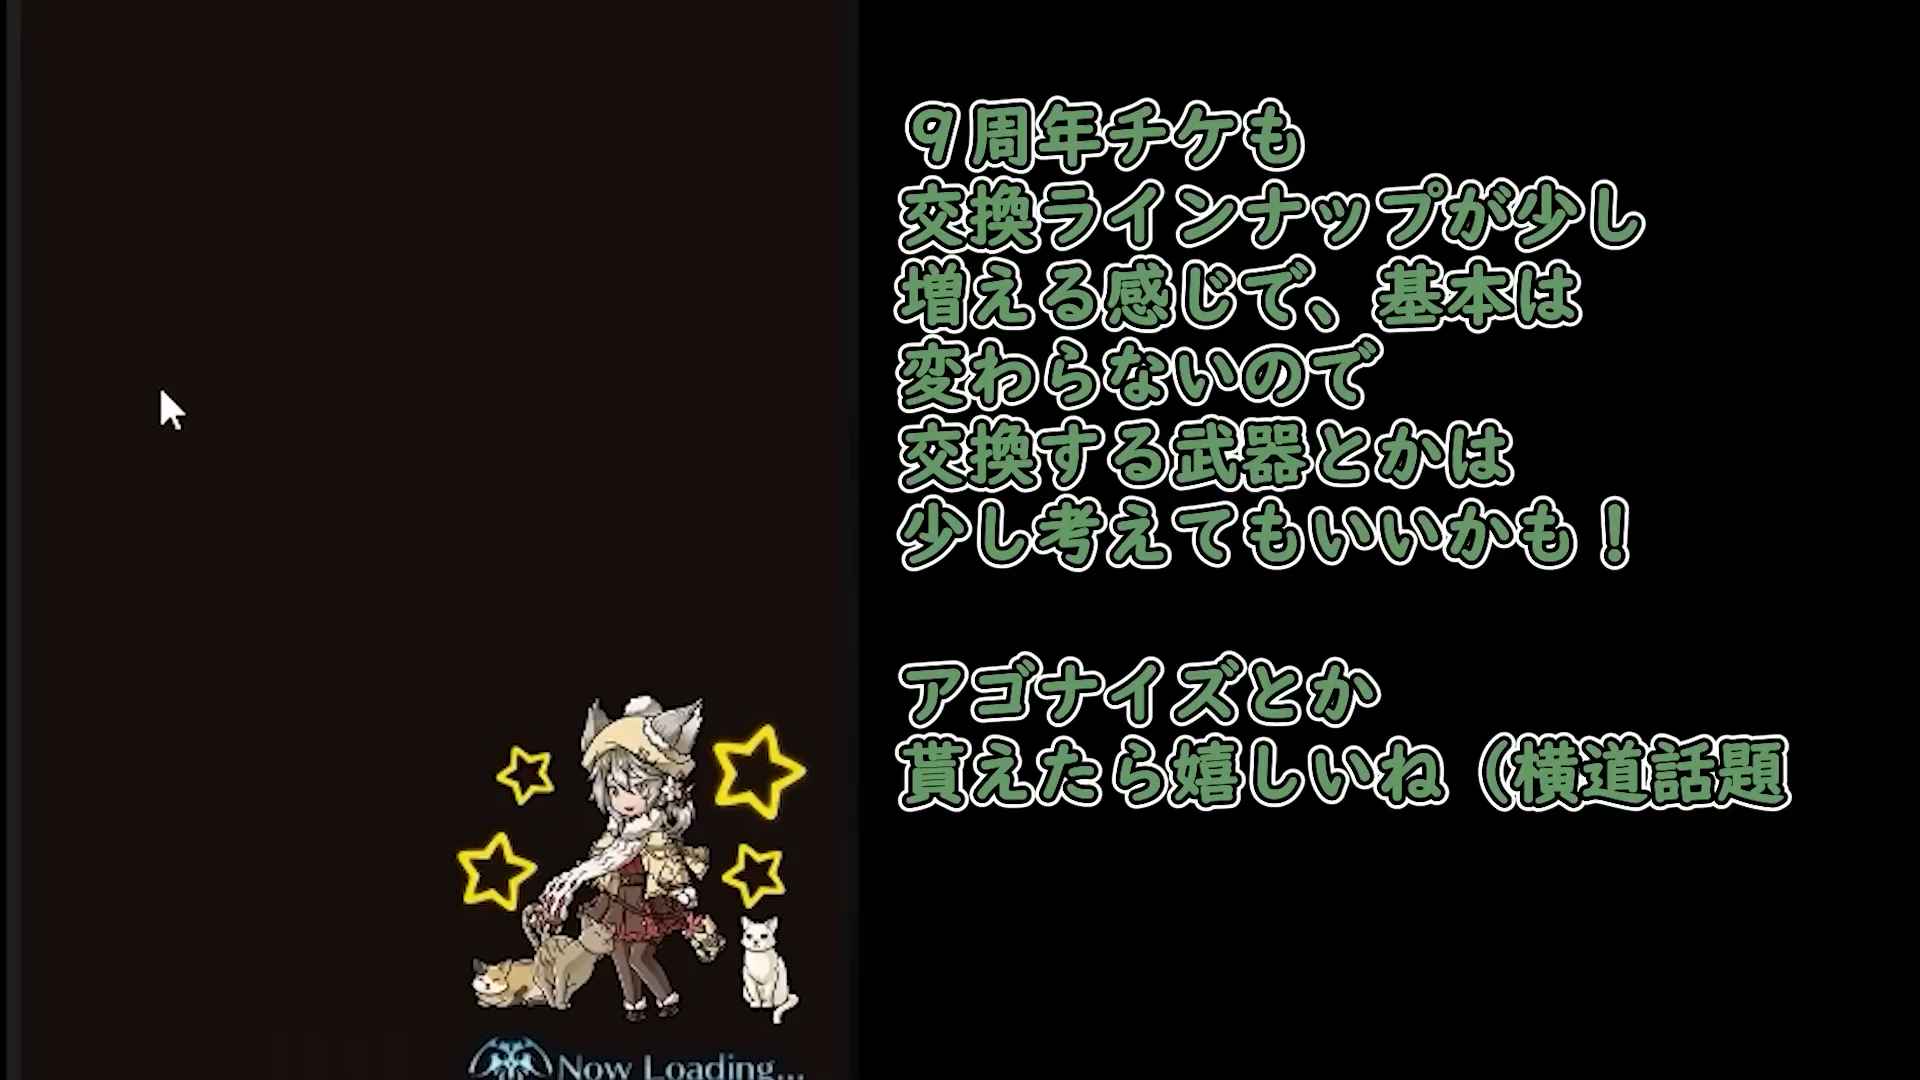 ９周年チケも
交換ラインナップが少し
増える感じで、基本は
変わらないので
交換する武器とかは
少し考えてもいいかも！
アゴナイズとか
貰えたら嬉しいね（横道話題
Now Loading...